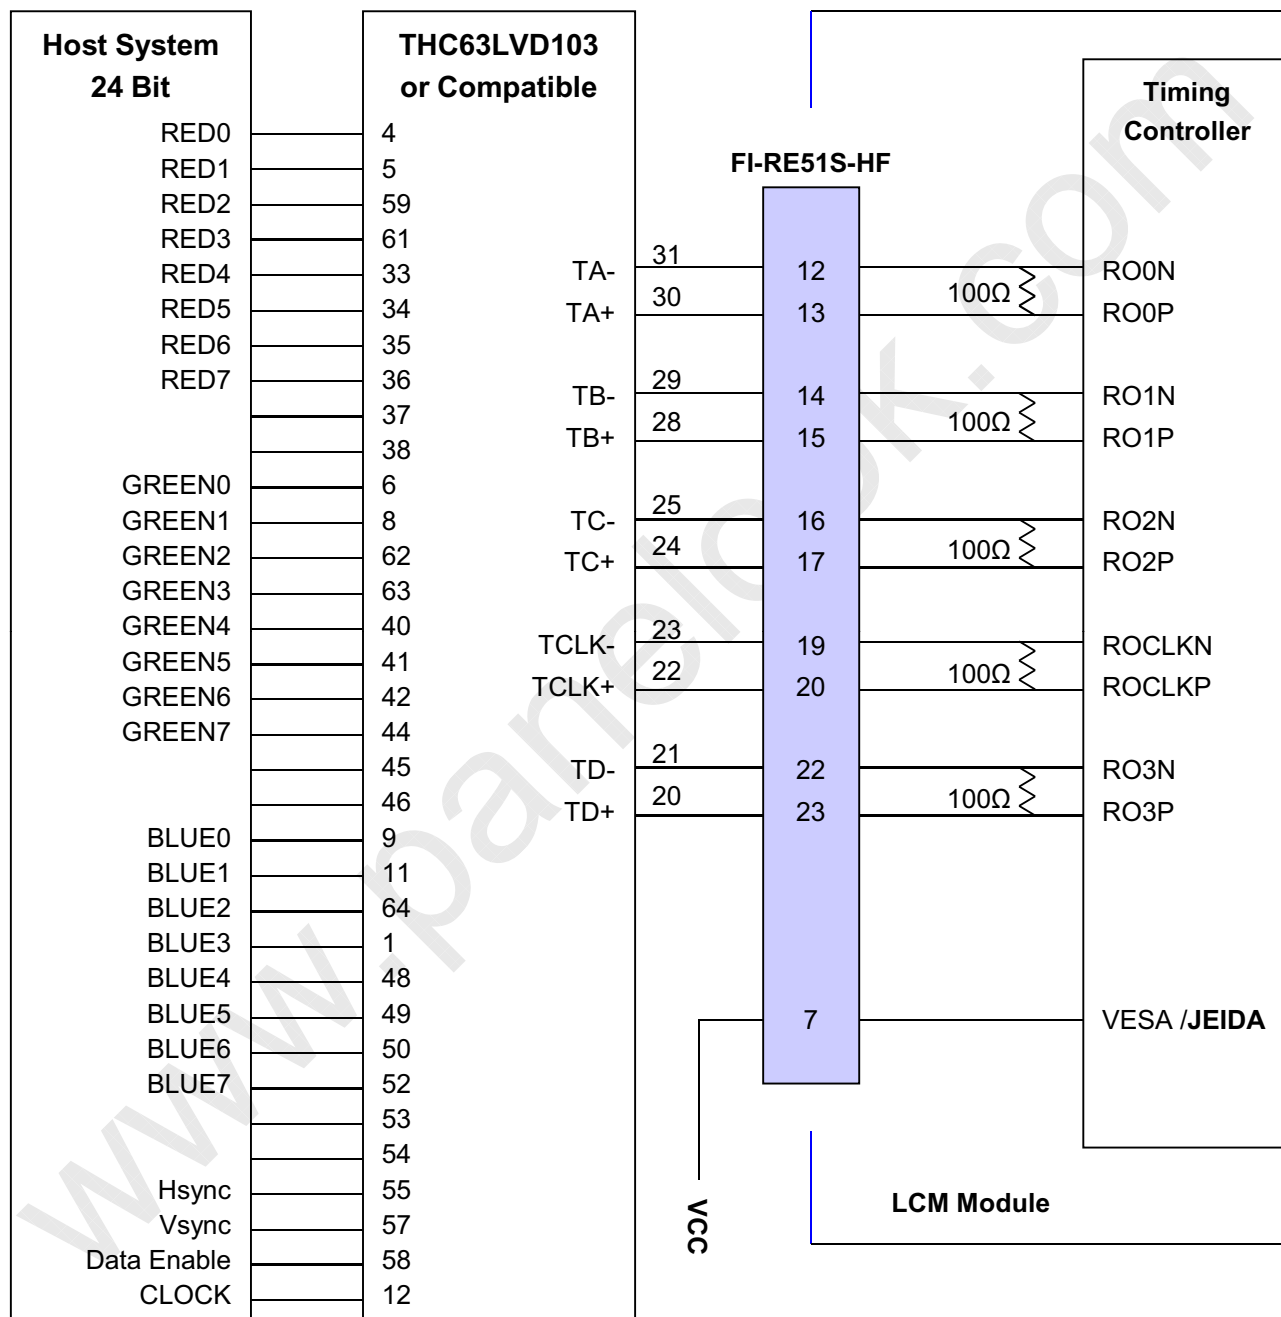 Host System
24 Bit
RED0
RED1
RED2
RED3
RED4
RED5
RED6
RED7
GREEN0
GREEN1
GREEN2
GREEN3
GREEN4
GREEN5
GREEN6
GREEN7
BLUE0
BLUE1
BLUE2
BLUE3
BLUE4
BLUE5
BLUE6
BLUE7
Hsync
Vsync
Data Enable
CLOCK
THC63LVD103
or Compatible
4
5
59
61
33
34
35
36
37
38
6
8
62
63
40
41
42
44
45
46
9
11
64
1
48
49
50
52
53
54
55
57
58
12
TA- 31
TA+ 30
TB- 29
TB+ 28
TC- 25
TC+ 24
TCLK- 23
TCLK+ 22
TD- 21
TD+ 20
FI-RE51S-HF
12
13
14
15
16
17
19
20
22
23
7
VCC
100Ω
100Ω
100Ω
100Ω
100Ω
Timing
Controller
RO0N
RO0P
RO1N
RO1P
RO2N
RO2P
ROCLKN
ROCLKP
RO3N
RO3P
VESA /JEIDA
LCM Module
www.panelook.com